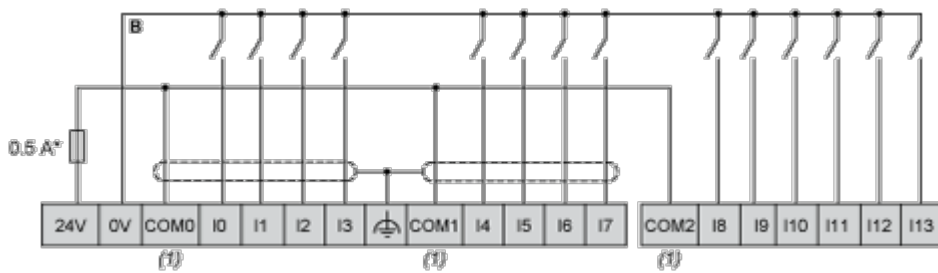 B
0.5 A*
24V 0V COM0 I0 I1 I2 I3 COM1 I4 I5 I6 I7 COM2 I8 I9 I10 I11 I12 I13
(1) (1) (1)